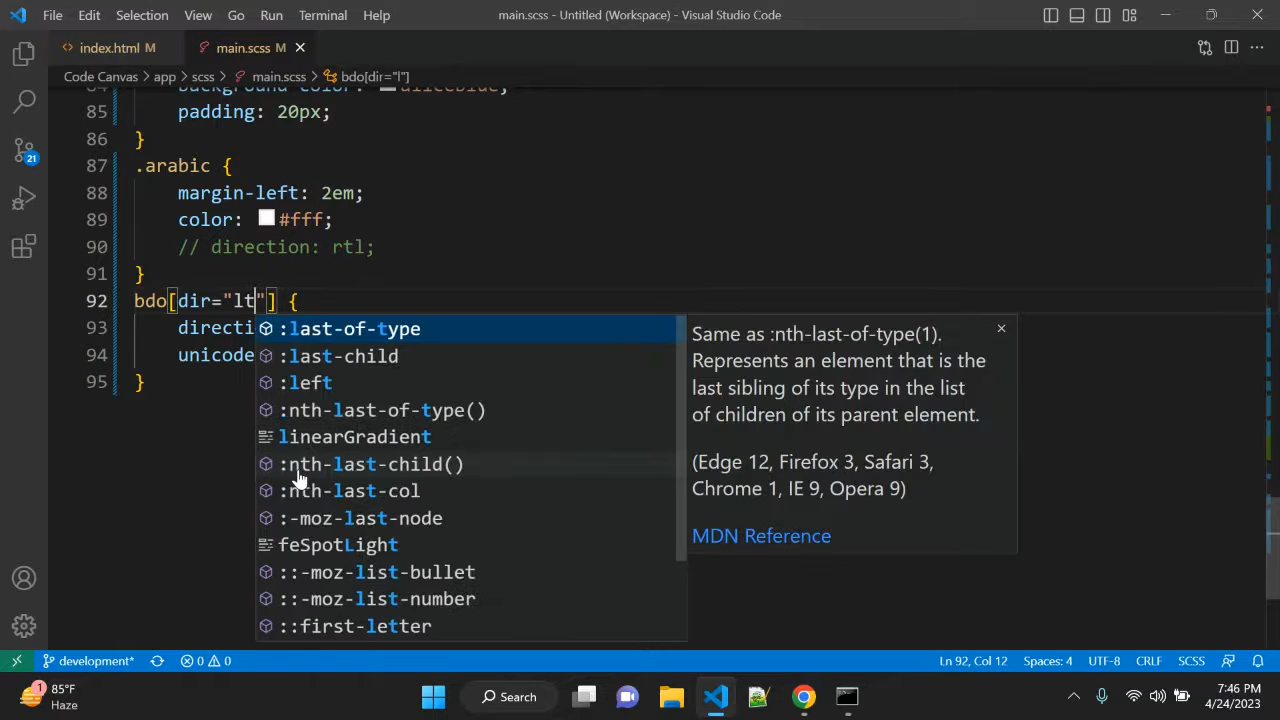 File Edit Selection View Go Run Terminal Help main.scss - Untitled (Workspace) - Visual Studio Code
index.html M main.scss M
Code Canvas > app > scss > main.scss > bdo[dir="l"]
84 background-color: aliceblue;
85 padding: 20px;
86 }
87 .arabic {
88 margin-left: 2em;
89 color: #fff;
90 // direction: rtl;
91 }
92 bdo[dir="lt"] {
93 directi
94 unicode
95 }
:last-of-type
:last-child
:left
:nth-last-of-type()
linearGradient
:nth-last-child()
:nth-last-col
:-moz-last-node
feSpotLight
::-moz-list-bullet
::-moz-list-number
::first-letter
Same as :nth-last-of-type(1).
Represents an element that is the
last sibling of its type in the list
of children of its parent element.
(Edge 12, Firefox 3, Safari 3,
Chrome 1, IE 9, Opera 9)
MDN Reference
21
development* 0 0 Ln 92, Col 12 Spaces: 4 UTF-8 CRLF SCSS
1 85°F
Haze
Search
7:46 PM
4/24/2023